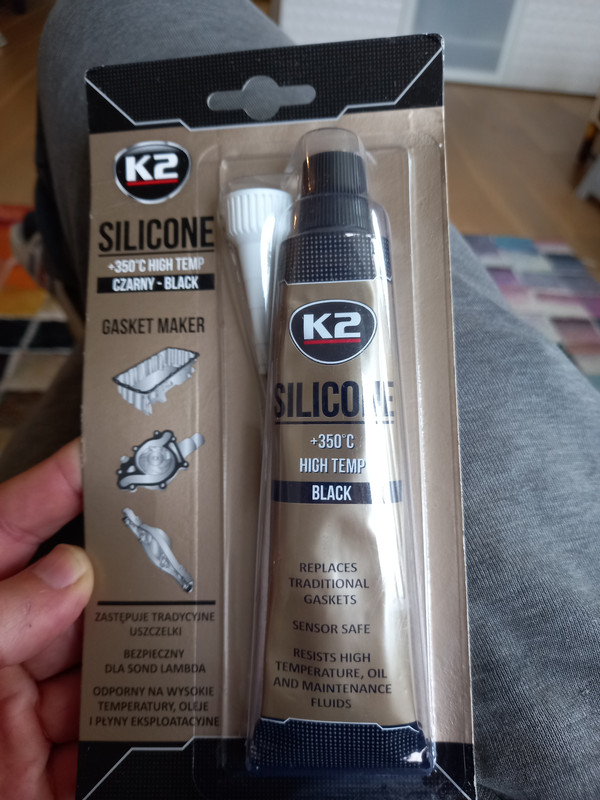 K2
SILICONE
+350°C HIGH TEMP
CZARNY - BLACK
GASKET MAKER
ZASTĘPUJE TRADYCYJNE
USZCZELKI
BEZPIECZNY
DLA SOND LAMBDA
ODPORNY NA WYSOKIE
TEMPERATURY, OLEJE
I PŁYNY EKSPLOATACYJNE
K2
SILICONE
+350°C
HIGH TEMP
BLACK
REPLACES
TRADITIONAL
GASKETS
SENSOR SAFE
RESISTS HIGH
TEMPERATURE, OIL
AND MAINTENANCE
FLUIDS